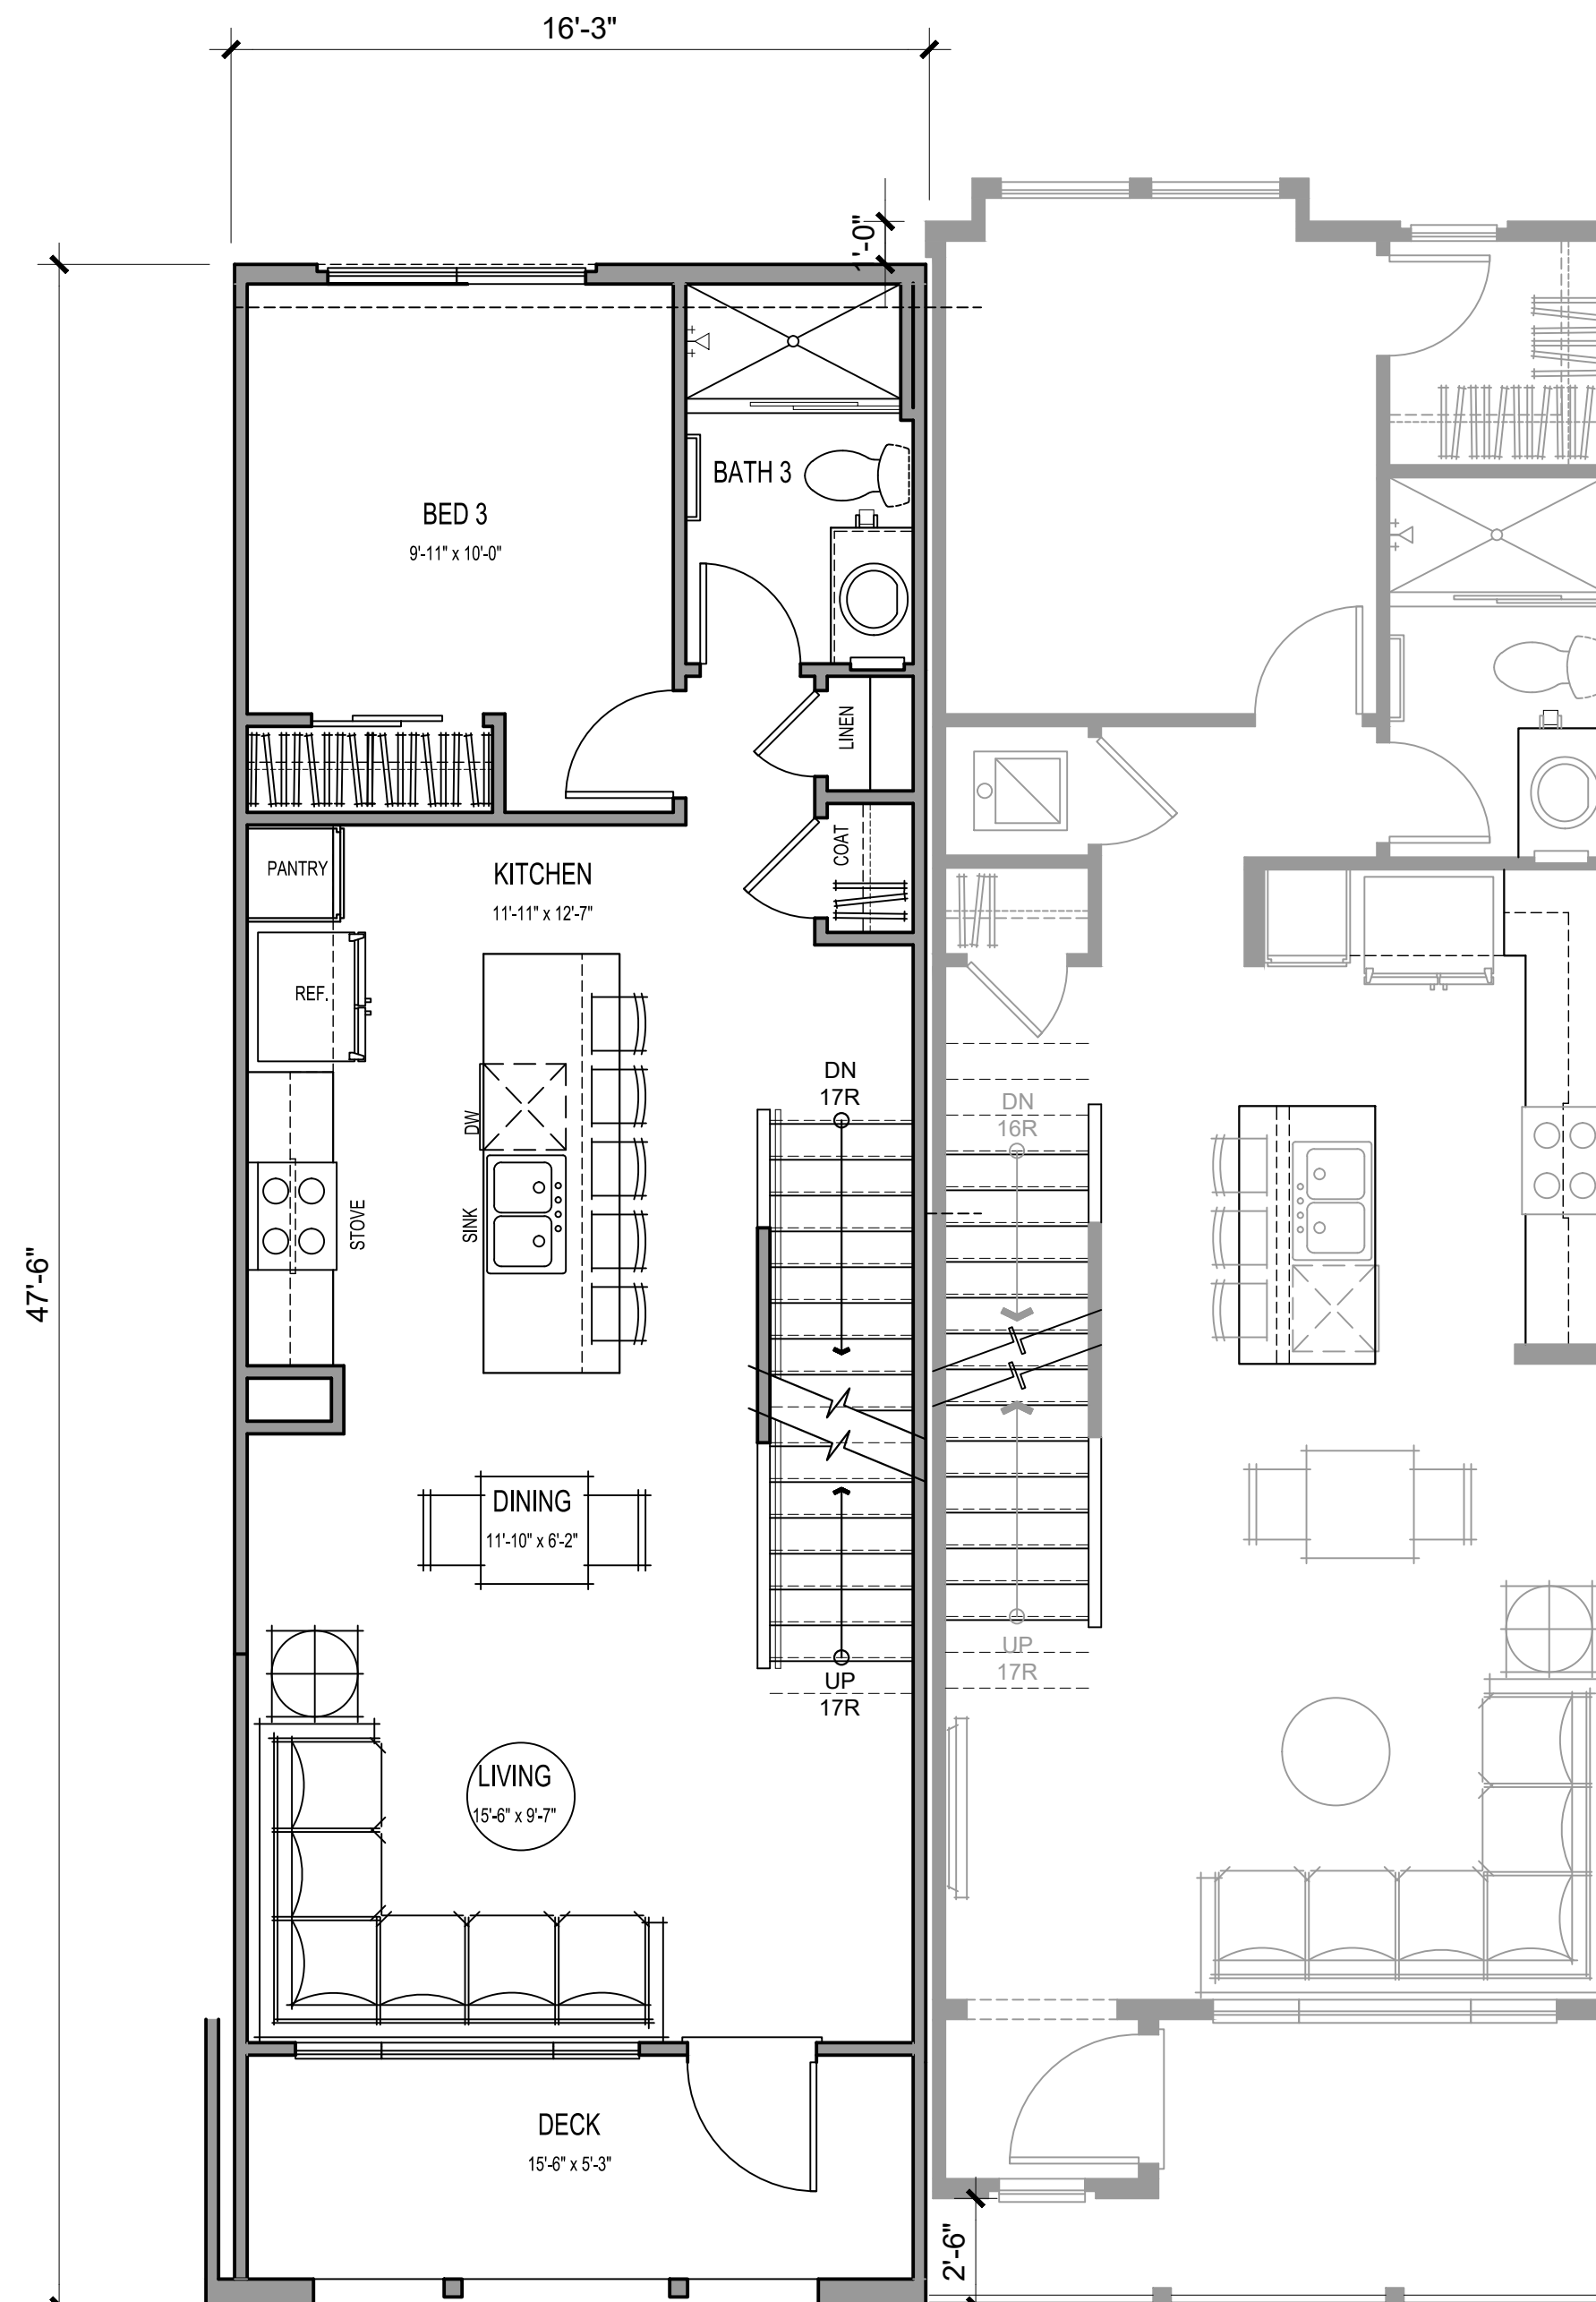 16'-3"
'-0"
47'-6"
BED 3
9'-11" x 10'-0"
BATH 3
LINEN
COAT
PANTRY
KITCHEN
11'-11" x 12'-7"
REF.
DW
SINK
STOVE
DN
17R
DN
16R
DINING
11'-10" x 6'-2"
UP
17R
UP
17R
LIVING
15'-6" x 9'-7"
DECK
15'-6" x 5'-3"
2'-6"